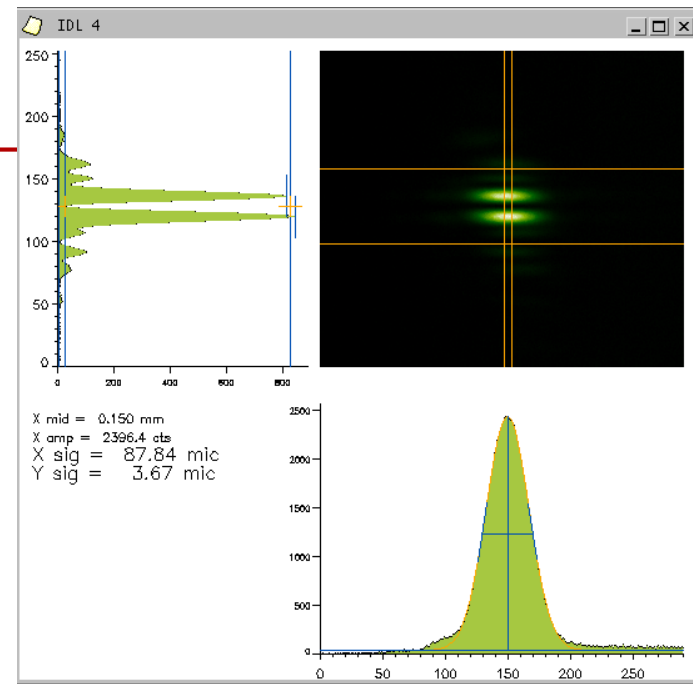 IDL 4
250
200
150
100
50
0
0 200 400 600 800
X mid = 0.150 mm
X amp = 2396.4 cts
X sig = 87.84 mic
Y sig = 3.67 mic
2500
2000
1500
1000
500
0
0 50 100 150 200 250